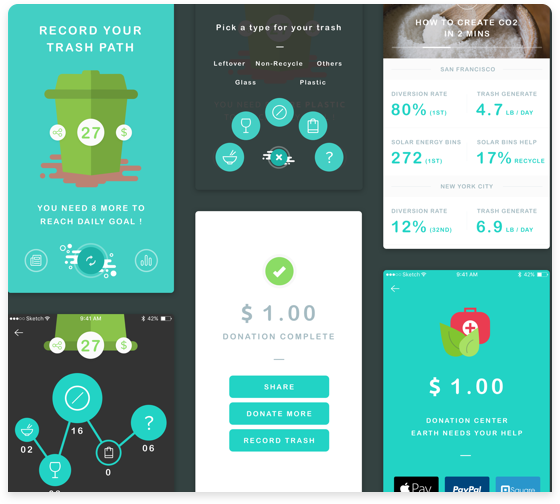 RECORD YOUR
TRASH PATH
27
$
YOU NEED 8 MORE TO
REACH DAILY GOAL !
Sketch
9:41 AM
42%
27
$
16
?
02
06
0
Pick a type for your trash
Leftover Non-Recycle Others
Glass Plastic
?
$ 1.00
DONATION COMPLETE
SHARE
DONATE MORE
RECORD TRASH
HOW TO CREATE CO2
IN 2 MINS
SAN FRANCISCO
DIVERSION RATE TRASH GENERATE
80% (1ST) 4.7 LB / DAY
SOLAR ENERGY BINS SOLAR BINS HELP
272 (1ST) 17% RECYCLE
NEW YORK CITY
DIVERSION RATE TRASH GENERATE
12% (32ND) 6.9 LB / DAY
Sketch 9:41 AM 42%
$ 1.00
DONATION CENTER
EARTH NEEDS YOUR HELP
Pay PayPal Square